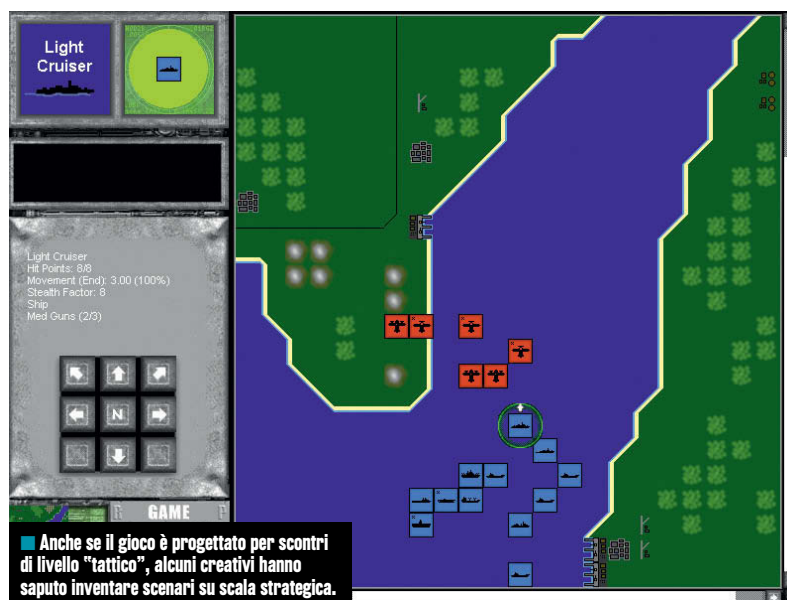 Light
Cruiser
Light Cruiser
Hit Points: 8/8
Movement (End): 3.00 (100%)
Stealth Factor: 8
Ship
Med Guns (2/3)
N
GAME
Anche se il gioco è progettato per scontri
di livello “tattico”, alcuni creativi hanno
saputo inventare scenari su scala strategica.